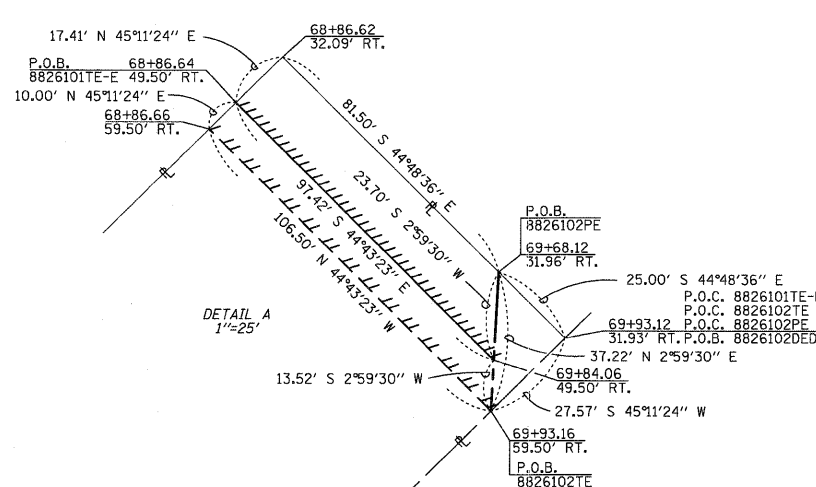 17.41' N 45°11'24" E
68+86.62
32.09' RT.
P.O.B. 68+86.64
8826101TE-E 49.50' RT.
10.00' N 45°11'24" E
68+86.66
59.50' RT.
81.50' S 44°48'36" E
23.70' S 2°59'30" W
97.42' S 44°43'23" E
106.50' N 44°43'23" W
P.O.B.
8826102PE
69+68.12
31.96' RT.
25.00' S 44°48'36" E
P.O.C. 8826101TE-
P.O.C. 8826102TE
69+93.12 P.O.C. 8826102PE
31.93' RT. P.O.B. 8826102DED
DETAIL A
1"=25'
37.22' N 2°59'30" E
13.52' S 2°59'30" W
69+84.06
49.50' RT.
27.57' S 45°11'24" W
69+93.16
59.50' RT.
P.O.B.
8826102TE